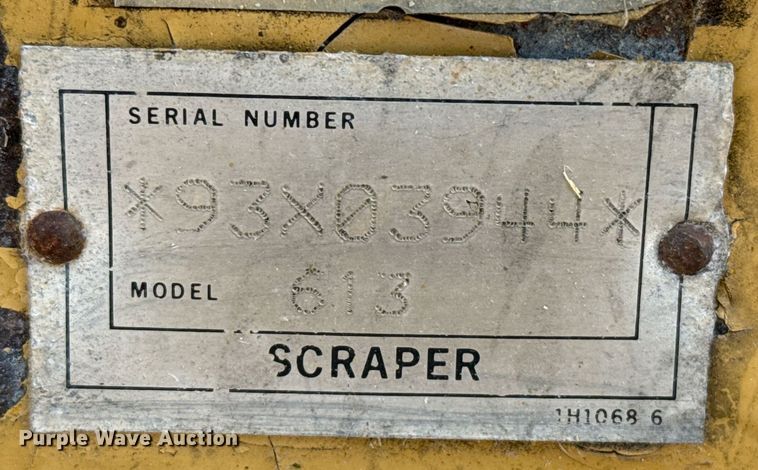 SERIAL NUMBER
*93X03944*
MODEL 613
SCRAPER
1H1068 6
Purple Wave Auction